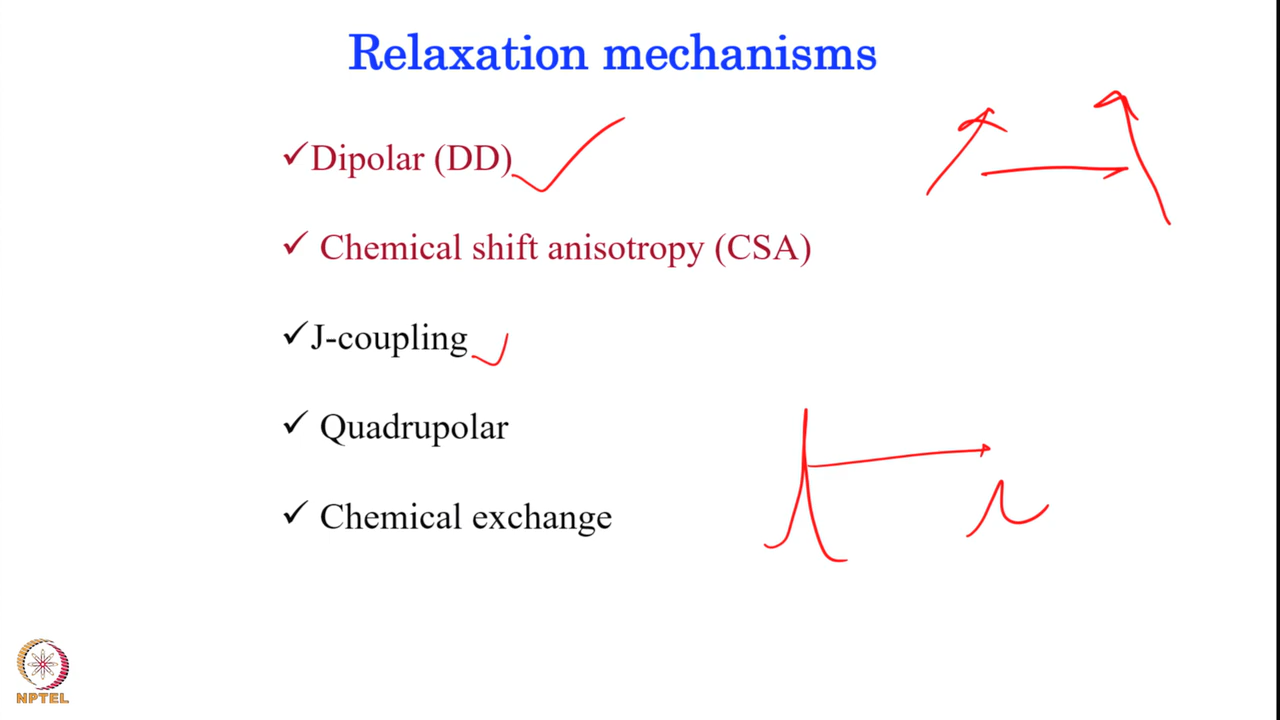 Relaxation mechanisms
✓Dipolar (DD)
✓ Chemical shift anisotropy (CSA)
✓J-coupling
✓ Quadrupolar
✓ Chemical exchange
NPTEL